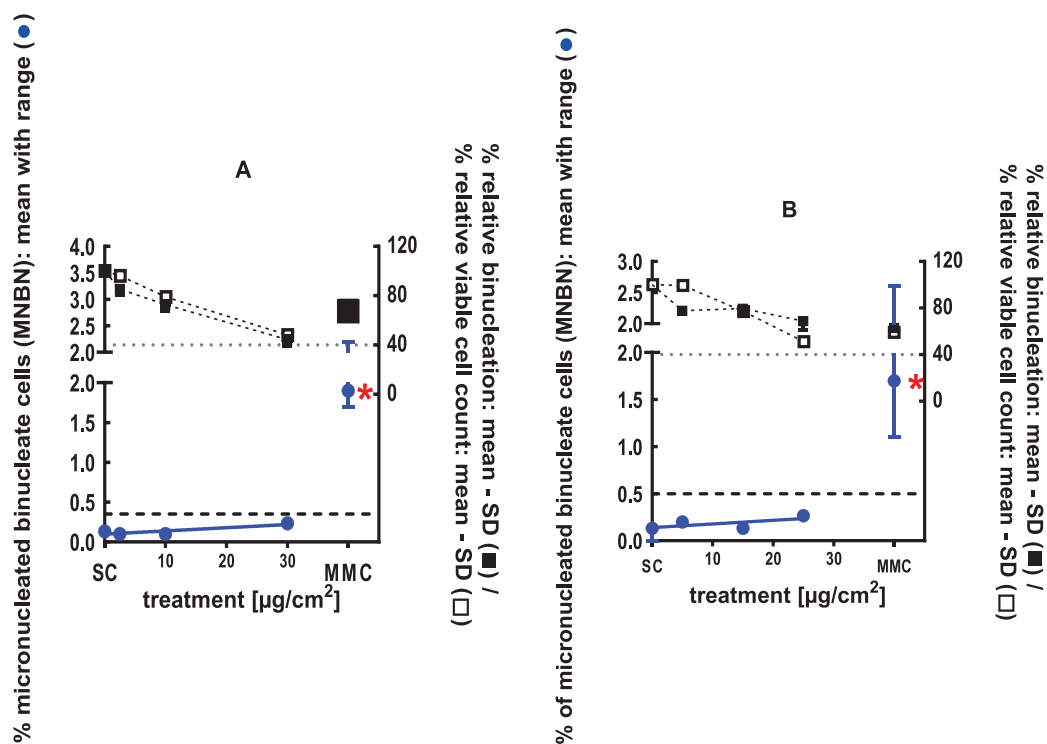 % micronucleated binucleate cells (MNBN): mean with range (●)
A
4.0
3.5
3.0
2.5
2.0
2.0
1.5
1.0
0.5
0.0
120
80
40
0
*
SC 10 20 30 MMC
treatment [µg/cm²]
% relative binucleation: mean - SD (■) /
% relative viable cell count: mean - SD (□)
% of micronucleated binucleate cells (MNBN): mean with range (●)
B
3.0
2.5
2.0
2.0
1.5
1.0
0.5
0.0
120
80
40
0
*
SC 10 20 30 MMC
treatment [µg/cm²]
% relative binucleation: mean - SD (■) /
% relative viable cell count: mean - SD (□)